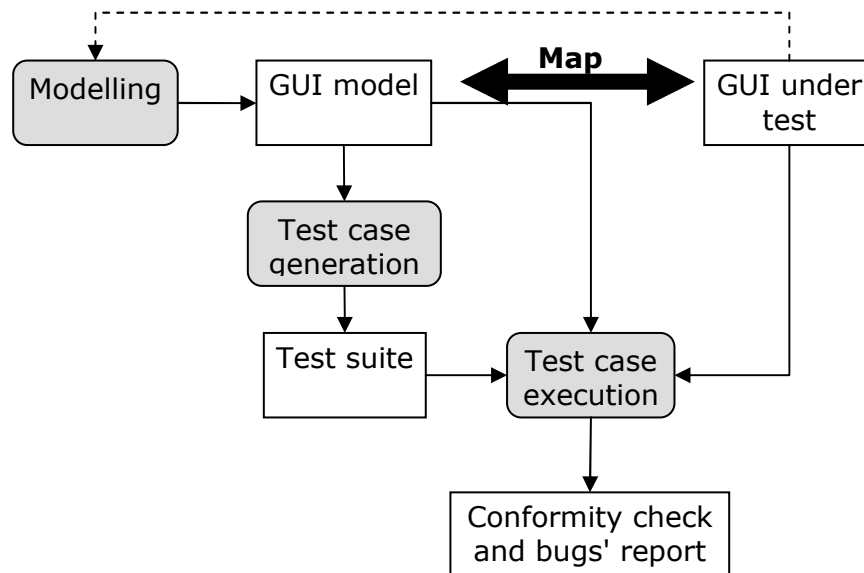 Map
Modelling
GUI model
GUI under
test
Test case
generation
Test suite
Test case
execution
Conformity check
and bugs' report